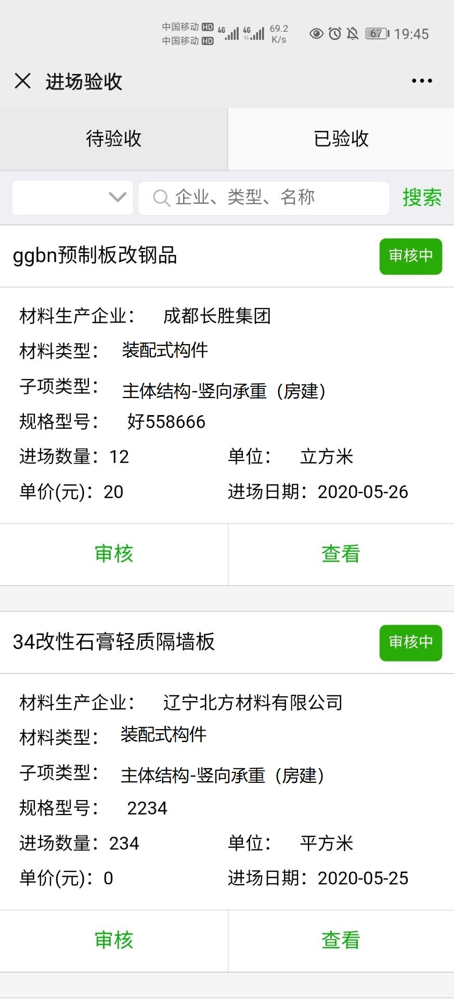 中国移动 HD 4G 4G 69.2 K/s 67 19:45
中国移动 HD
进场验收
待验收 已验收
企业、类型、名称 搜索
ggbn预制板改钢品 审核中
材料生产企业： 成都长胜集团
材料类型： 装配式构件
子项类型： 主体结构-竖向承重（房建）
规格型号： 好558666
进场数量：12 单位： 立方米
单价(元)：20 进场日期：2020-05-26
审核 查看
34改性石膏轻质隔墙板 审核中
材料生产企业： 辽宁北方材料有限公司
材料类型： 装配式构件
子项类型： 主体结构-竖向承重（房建）
规格型号： 2234
进场数量：234 单位： 平方米
单价(元)：0 进场日期：2020-05-25
审核 查看